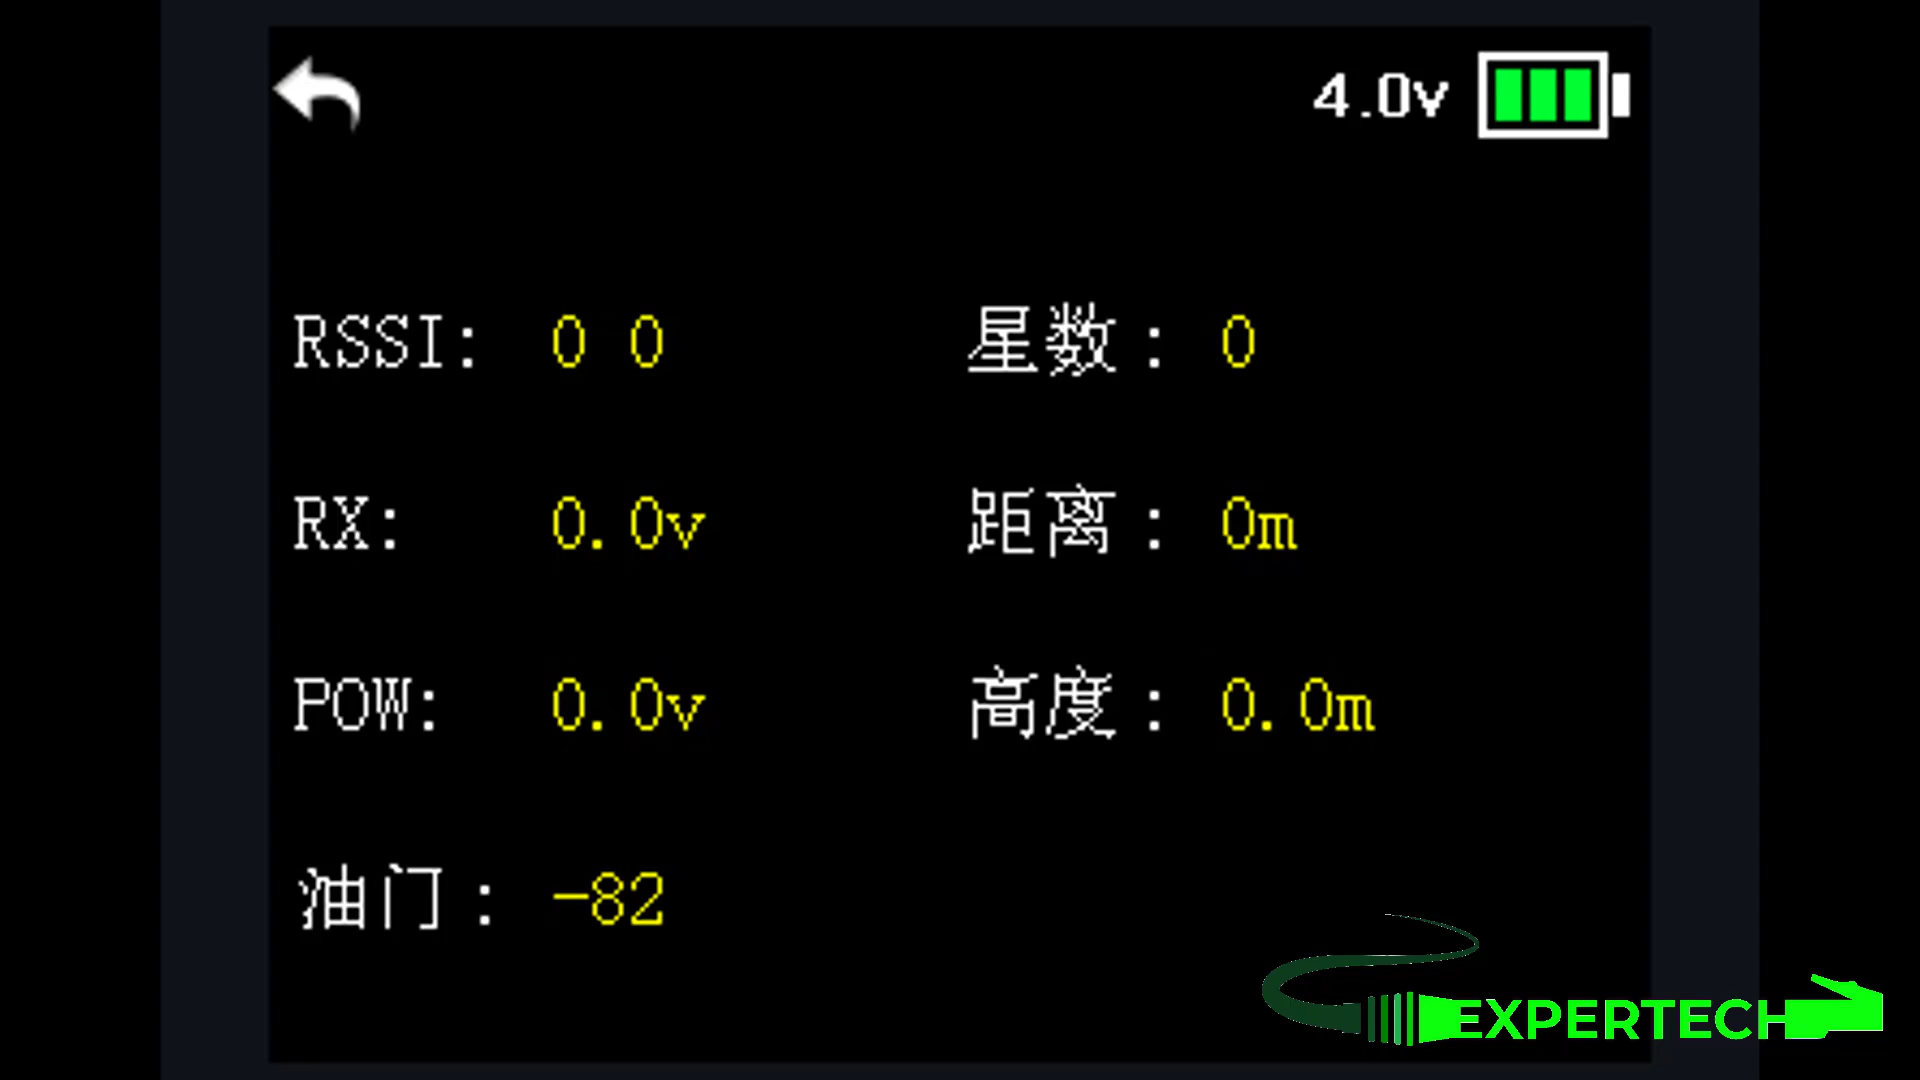 4.0v
RSSI: 0 0 星数：0
RX: 0.0v 距离：0m
POW: 0.0v 高度：0.0m
油门：-82
EXPERTECH